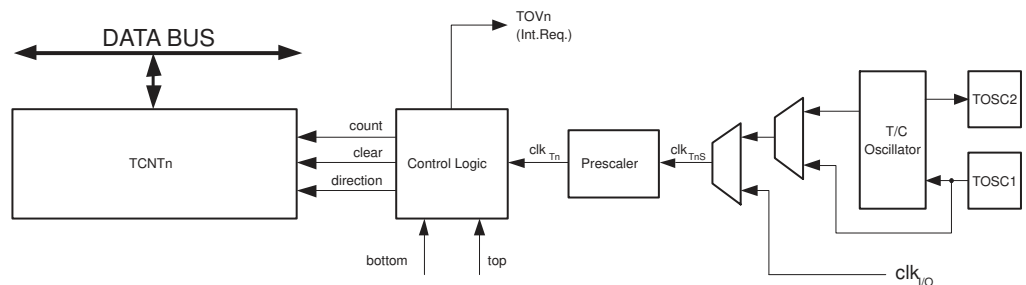 TOVn
(Int.Req.)
DATA BUS
TCNTn
count
clear
direction
Control Logic
clkTn
Prescaler
clkTnS
T/C
Oscillator
TOSC2
TOSC1
bottom
top
clkI/O